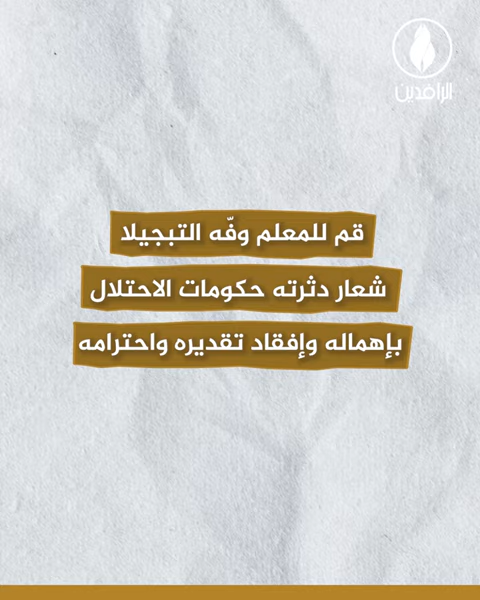 الرافدين
قم للمعلم وفّه التبجيلا
شعار دثرته حكومات الاحتلال
بإهماله وإفقاد تقديره واحترامه